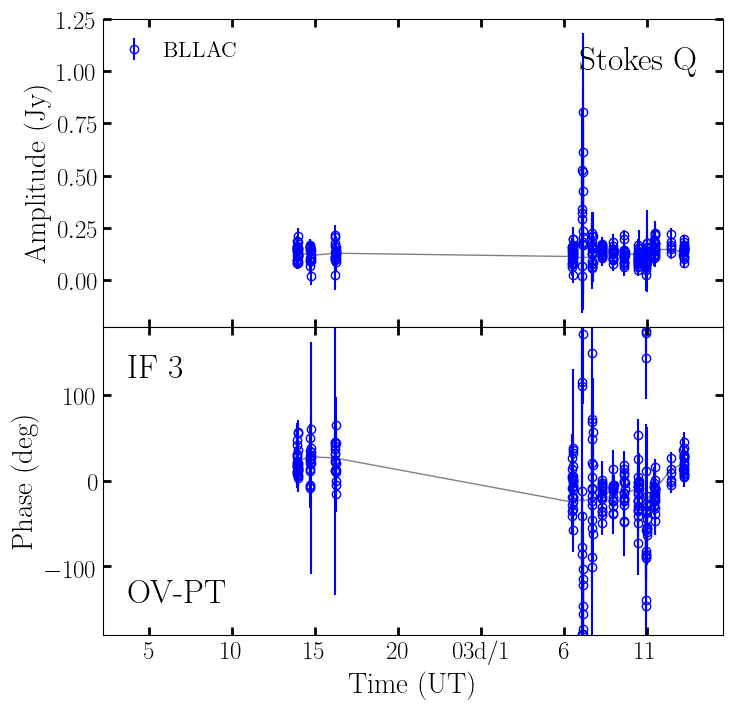 1.25
BLLAC
Stokes Q
1.00
0.75
0.50
0.25
0.00
Amplitude (Jy)
IF 3
100
0
−100
Phase (deg)
OV-PT
5 10 15 20 03d/1 6 11
Time (UT)